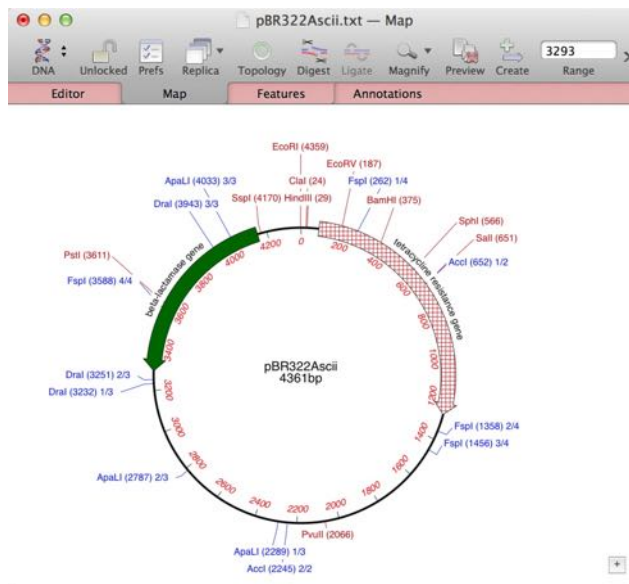 pBR322Ascii.txt — Map
DNA Unlocked Prefs Replica Topology Digest Ligate Magnify Preview Create Range
3293
Editor Map Features Annotations
EcoRI (4359)
EcoRV (187)
ApaLI (4033) 3/3
ClaI (24)
FspI (262) 1/4
DraI (3943) 3/3
SspI (4170)
HindIII (29)
BamHI (375)
SphI (566)
SalI (651)
AccI (652) 1/2
PstI (3611)
FspI (3588) 4/4
beta-lactamase gene
tetracycline resistance gene
0
200
400
600
800
1000
1200
1400
1600
1800
2000
2200
2400
2600
2800
3000
3200
3400
3600
3800
4000
4200
pBR322Ascii
4361bp
DraI (3251) 2/3
DraI (3232) 1/3
FspI (1358) 2/4
FspI (1456) 3/4
ApaLI (2787) 2/3
PvuII (2066)
ApaLI (2289) 1/3
AccI (2245) 2/2